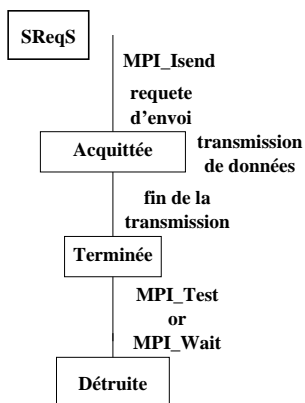 SReqS
MPI_Isend
requete
d'envoi
Acquittée
transmission
de données
fin de la
transmission
Terminée
MPI_Test
or
MPI_Wait
Détruite